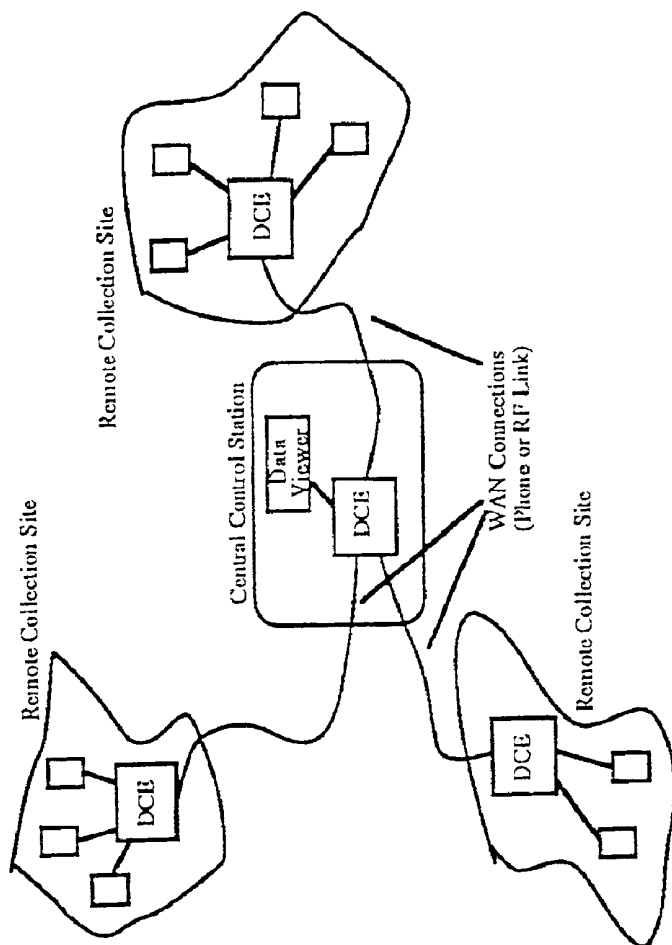 Remote Collection Site
DCE
Remote Collection Site
DCE
Central Control Station
Data
Viewer
DCE
WAN Connections
(Phone or RF Link)
Remote Collection Site
DCE